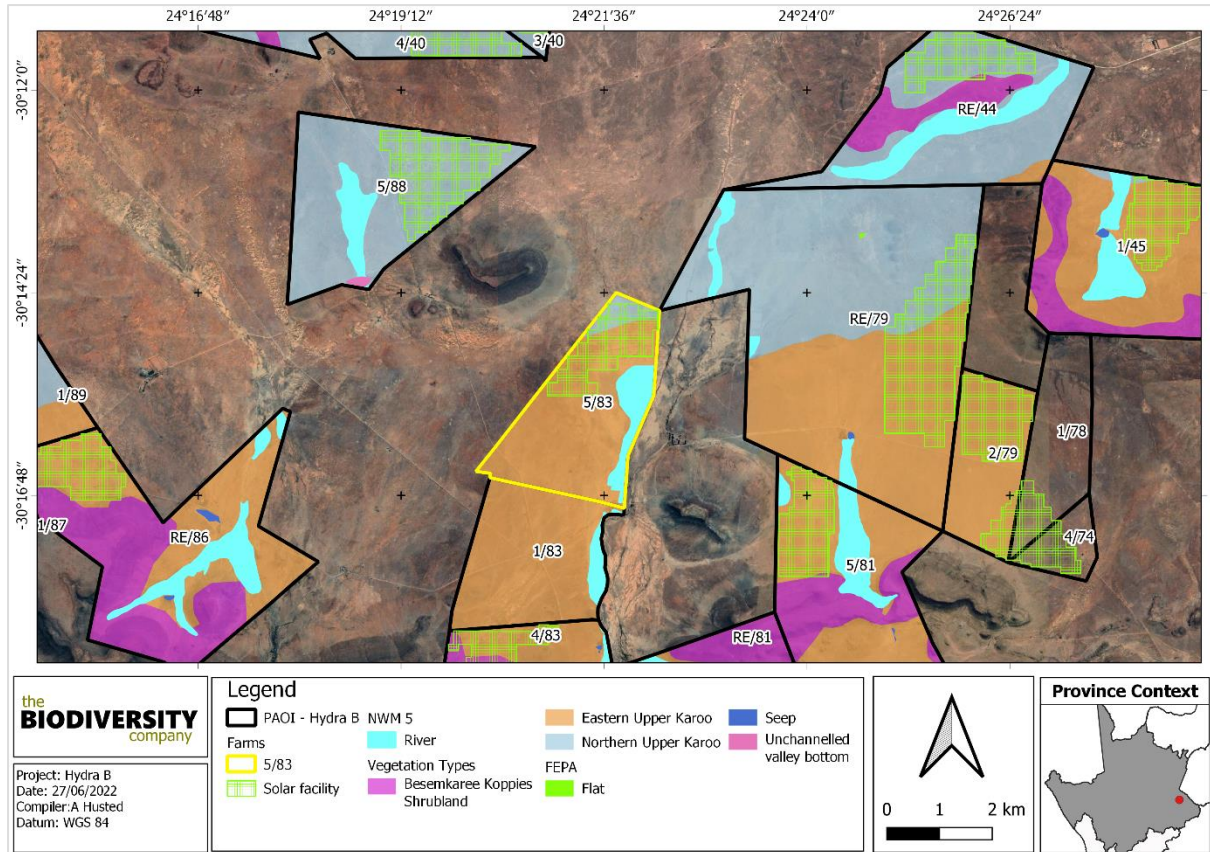 24°16'48" 24°19'12" 24°21'36" 24°24'0" 24°26'24"
-30°12'0"
-30°14'24"
-30°16'48"
4/40
3/40
RE/44
5/88
1/45
RE/79
1/89
5/83
1/78
2/79
1/87
RE/86
4/74
1/83
5/81
4/83
RE/81
the
BIODIVERSITY
company
Project: Hydra B
Date: 27/06/2022
Compiler:A Husted
Datum: WGS 84
Legend
PAOI - Hydra B
Farms
5/83
Solar facility
NWM 5
River
Vegetation Types
Besemkaree Koppies
Shrubland
Eastern Upper Karoo
Northern Upper Karoo
FEPA
Flat
Seep
Unchannelled
valley bottom
0 1 2 km
Province Context